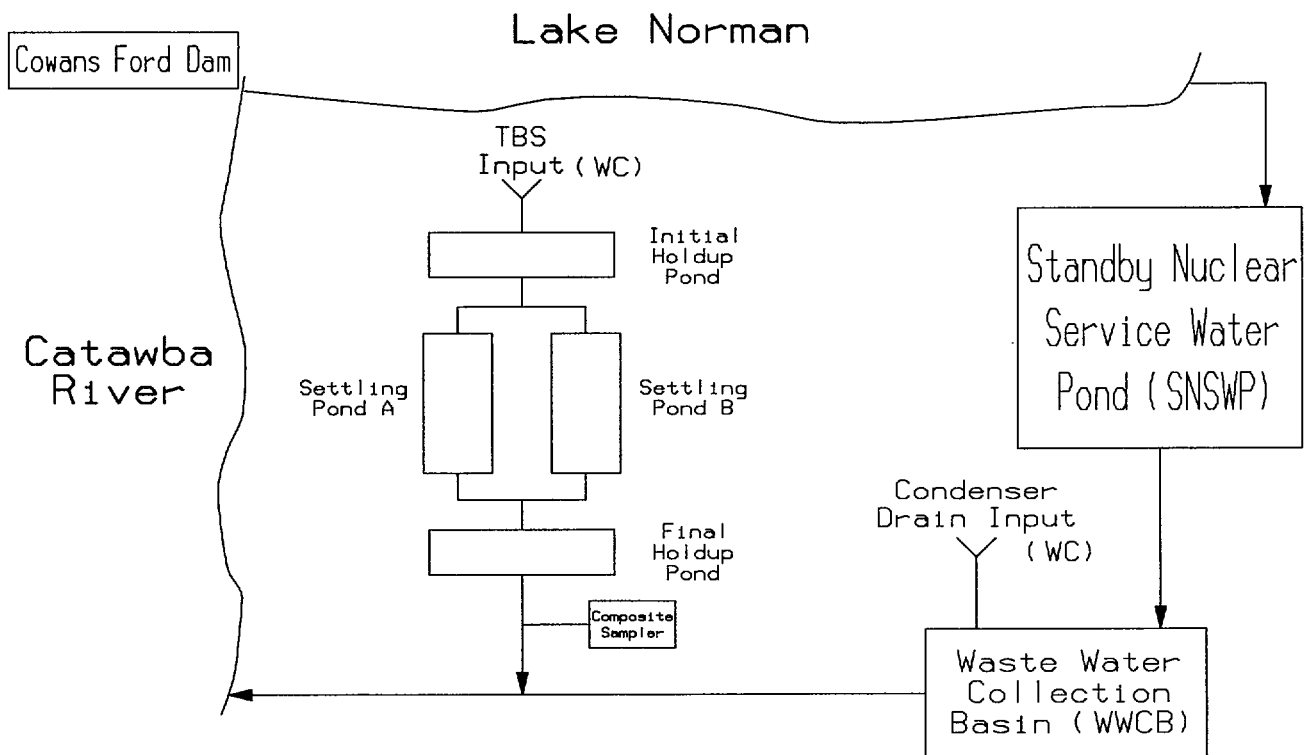 Lake Norman
Cowans Ford Dam
TBS
Input (WC)
Initial
Holdup
Pond
Standby Nuclear
Service Water
Pond (SNSWP)
Catawba
River
Settling
Pond A
Settling
Pond B
Condenser
Drain Input
(WC)
Final
Holdup
Pond
Composite
Sampler
Waste Water
Collection
Basin (WWCB)